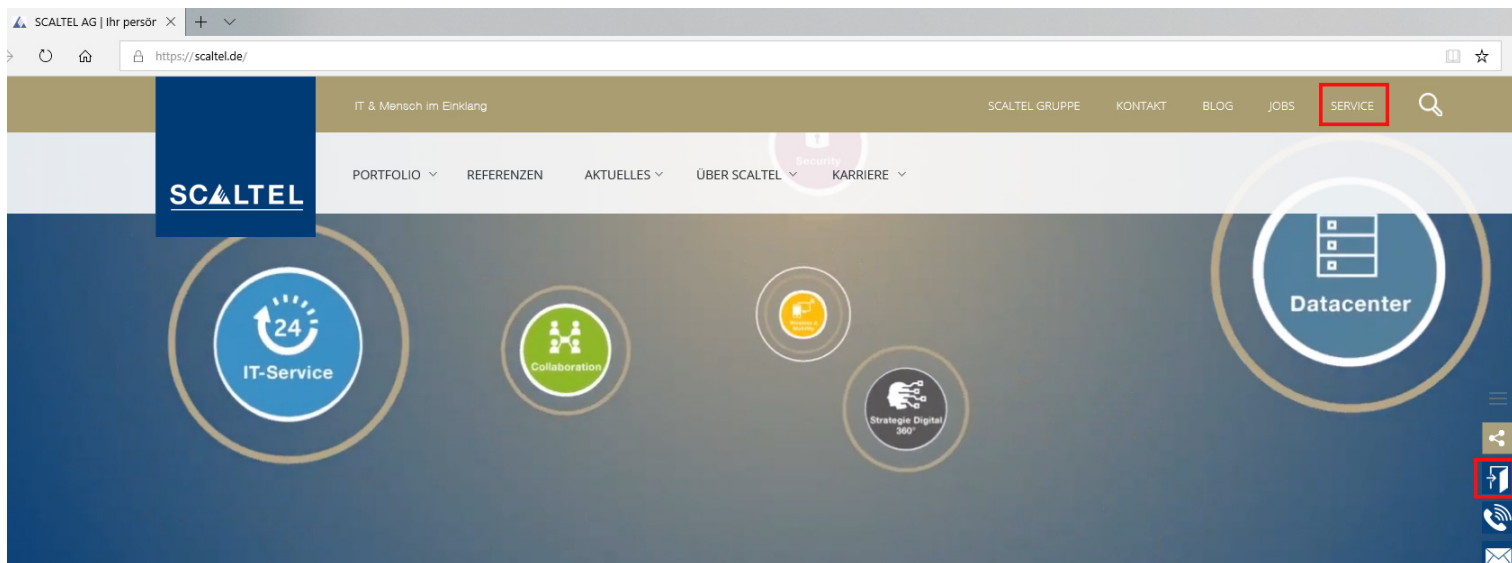 SCALTEL AG | Ihr persör
https://scaltel.de/
IT & Mensch im Einklang
SCALTEL GRUPPE KONTAKT BLOG JOBS SERVICE
SCALTEL
PORTFOLIO REFERENZEN AKTUELLES ÜBER SCALTEL KARRIERE
Security
24
IT-Service
Collaboration
Strategie Digital
360°
Datacenter